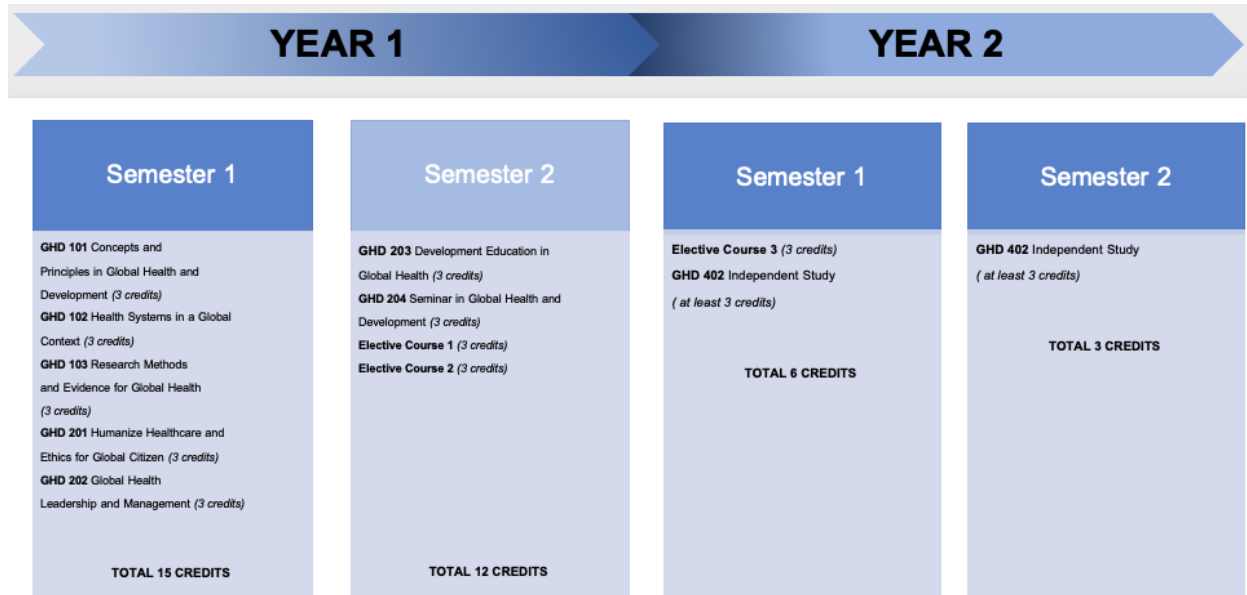 YEAR 1
YEAR 2
Semester 1
GHD 101 Concepts and
Principles in Global Health and
Development (3 credits)
GHD 102 Health Systems in a Global
Context (3 credits)
GHD 103 Research Methods
and Evidence for Global Health
(3 credits)
GHD 201 Humanize Healthcare and
Ethics for Global Citizen (3 credits)
GHD 202 Global Health
Leadership and Management (3 credits)
TOTAL 15 CREDITS
Semester 2
GHD 203 Development Education in
Global Health (3 credits)
GHD 204 Seminar in Global Health and
Development (3 credits)
Elective Course 1 (3 credits)
Elective Course 2 (3 credits)
TOTAL 12 CREDITS
Semester 1
Elective Course 3 (3 credits)
GHD 402 Independent Study
( at least 3 credits)
TOTAL 6 CREDITS
Semester 2
GHD 402 Independent Study
( at least 3 credits)
TOTAL 3 CREDITS